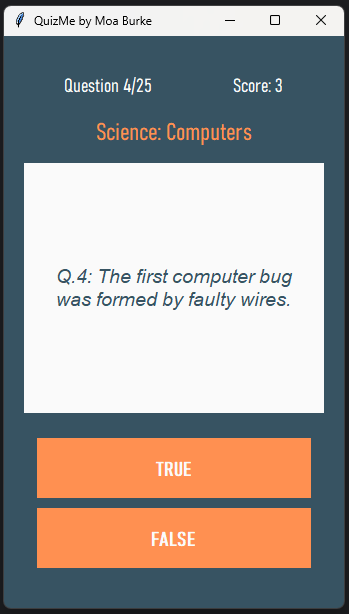 QuizMe by Moa Burke
Question 4/25 Score: 3
Science: Computers
Q.4: The first computer bug
was formed by faulty wires.
TRUE
FALSE